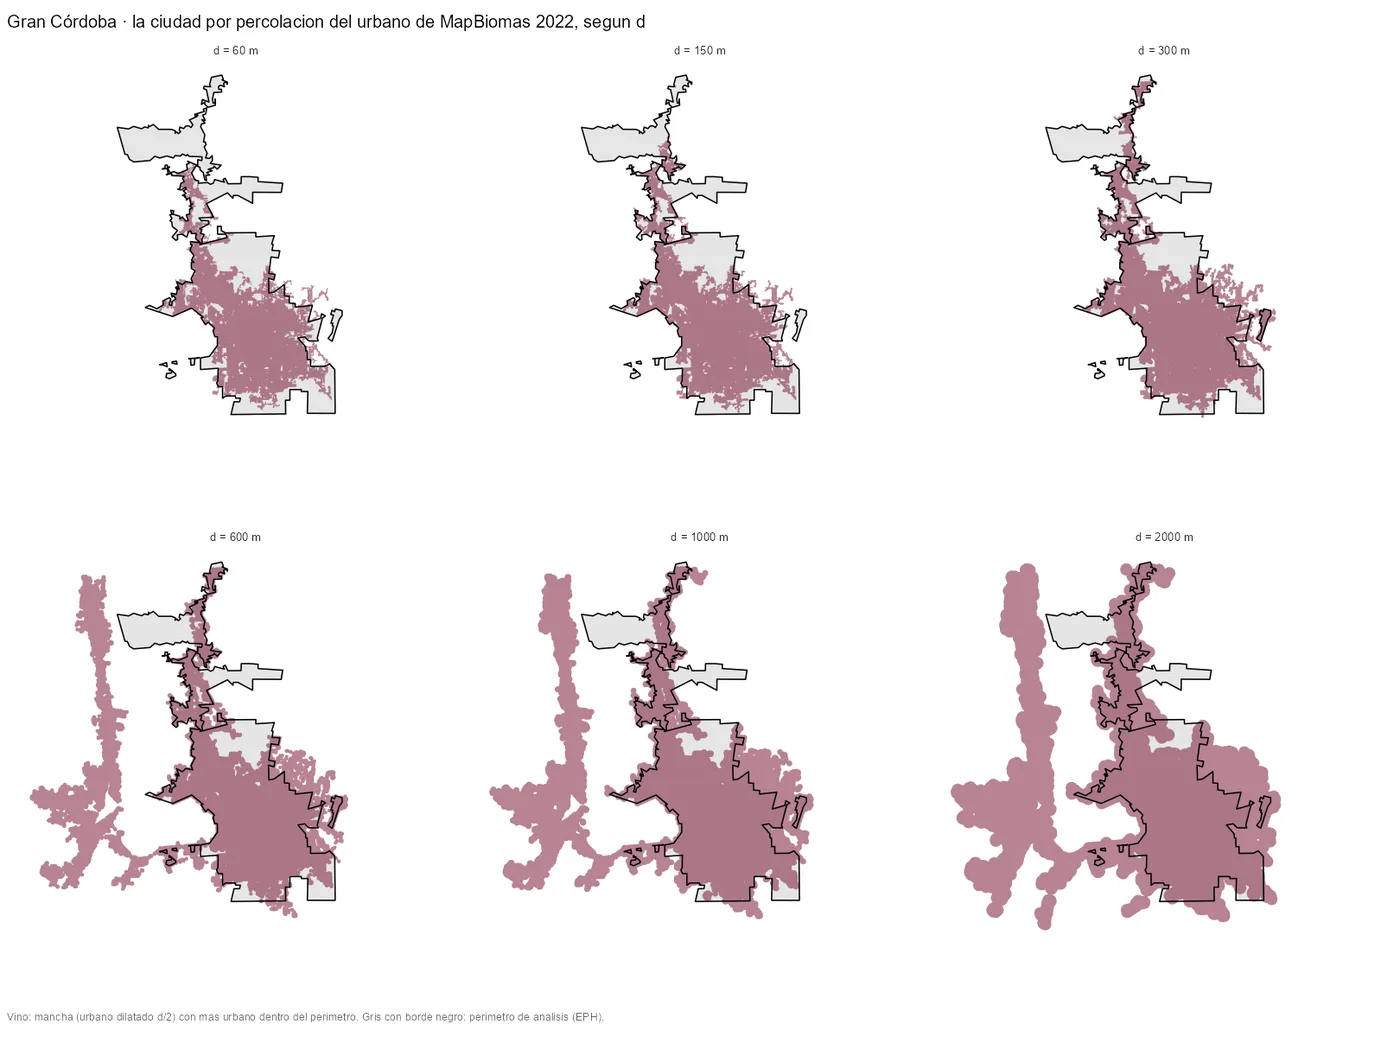 Gran Córdoba · la ciudad por percolacion del urbano de MapBiomas 2022, segun d
d = 60 m
d = 150 m
d = 300 m
d = 600 m
d = 1000 m
d = 2000 m
Vino: mancha (urbano dilatado d/2) con mas urbano dentro del perimetro. Gris con borde negro: perimetro de analisis (EPH).